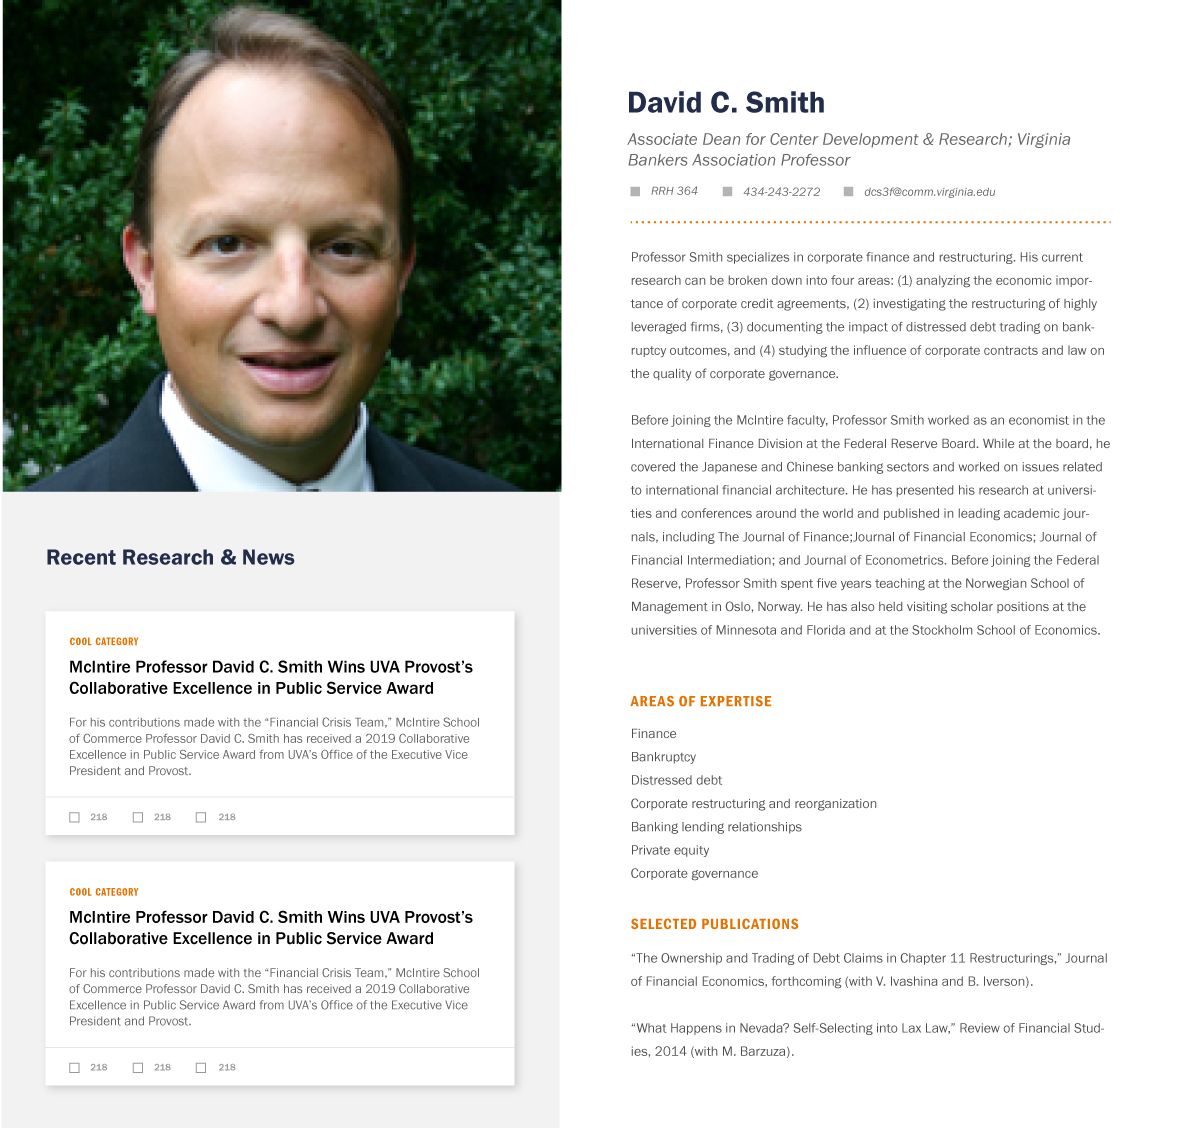 David C. Smith
Associate Dean for Center Development & Research; Virginia
Bankers Association Professor
RRH 364 434-243-2272 dcs3f@comm.virginia.edu
Professor Smith specializes in corporate finance and restructuring. His current
research can be broken down into four areas: (1) analyzing the economic impor-
tance of corporate credit agreements, (2) investigating the restructuring of highly
leveraged firms, (3) documenting the impact of distressed debt trading on bank-
ruptcy outcomes, and (4) studying the influence of corporate contracts and law on
the quality of corporate governance.
Before joining the McIntire faculty, Professor Smith worked as an economist in the
International Finance Division at the Federal Reserve Board. While at the board, he
covered the Japanese and Chinese banking sectors and worked on issues related
to international financial architecture. He has presented his research at universi-
ties and conferences around the world and published in leading academic jour-
nals, including The Journal of Finance;Journal of Financial Economics; Journal of
Financial Intermediation; and Journal of Econometrics. Before joining the Federal
Reserve, Professor Smith spent five years teaching at the Norwegian School of
Management in Oslo, Norway. He has also held visiting scholar positions at the
universities of Minnesota and Florida and at the Stockholm School of Economics.
AREAS OF EXPERTISE
Finance
Bankruptcy
Distressed debt
Corporate restructuring and reorganization
Banking lending relationships
Private equity
Corporate governance
SELECTED PUBLICATIONS
“The Ownership and Trading of Debt Claims in Chapter 11 Restructurings,” Journal
of Financial Economics, forthcoming (with V. Ivashina and B. Iverson).
“What Happens in Nevada? Self-Selecting into Lax Law,” Review of Financial Stud-
ies, 2014 (with M. Barzuza).
Recent Research & News
COOL CATEGORY
McIntire Professor David C. Smith Wins UVA Provost’s
Collaborative Excellence in Public Service Award
For his contributions made with the “Financial Crisis Team,” McIntire School
of Commerce Professor David C. Smith has received a 2019 Collaborative
Excellence in Public Service Award from UVA’s Office of the Executive Vice
President and Provost.
218 218 218
COOL CATEGORY
McIntire Professor David C. Smith Wins UVA Provost’s
Collaborative Excellence in Public Service Award
For his contributions made with the “Financial Crisis Team,” McIntire School
of Commerce Professor David C. Smith has received a 2019 Collaborative
Excellence in Public Service Award from UVA’s Office of the Executive Vice
President and Provost.
218 218 218